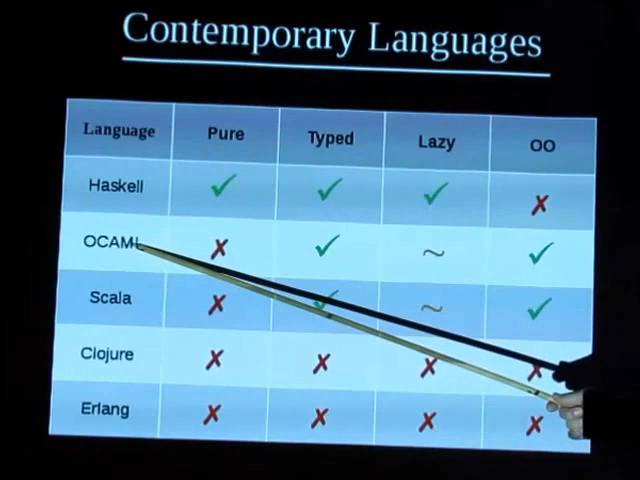 Contemporary Languages
Language Pure Typed Lazy OO
Haskell ✓ ✓ ✓ ✗
OCAML ✗ ✓ ~ ✓
Scala ✗ ✓ ~ ✓
Clojure ✗ ✗ ✗ ✗
Erlang ✗ ✗ ✗ ✗